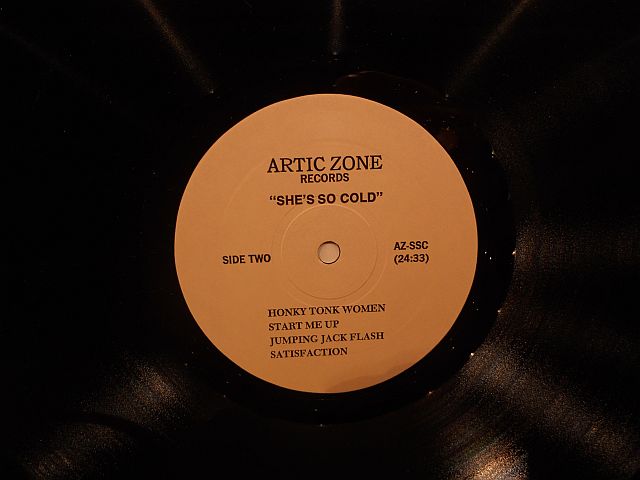 ARTIC ZONE
RECORDS
“SHE'S SO COLD”
SIDE TWO
AZ-SSC
(24:33)
HONKY TONK WOMEN
START ME UP
JUMPING JACK FLASH
SATISFACTION